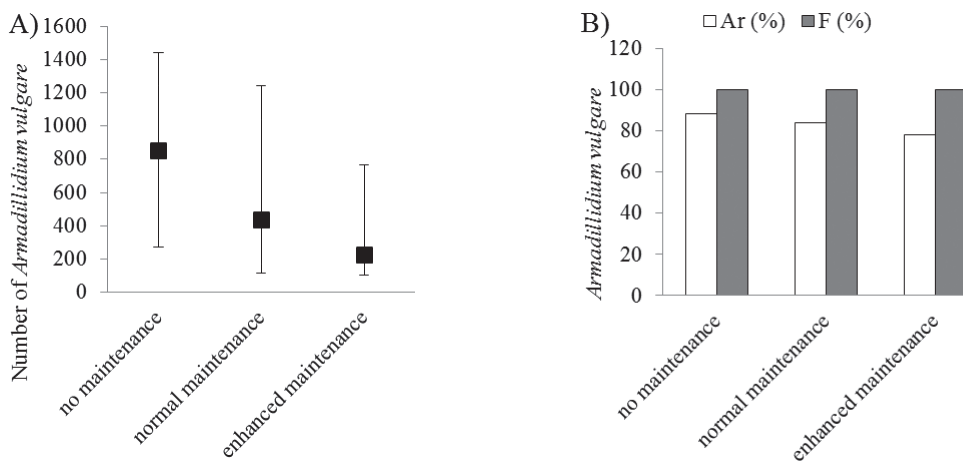 A)
Number of Armadillidium vulgare
1600
1400
1200
1000
800
600
400
200
0
no maintenance
normal maintenance
enhanced maintenance
B)
Ar (%) F (%)
Armadillidium vulgare
120
100
80
60
40
20
0
no maintenance
normal maintenance
enhanced maintenance